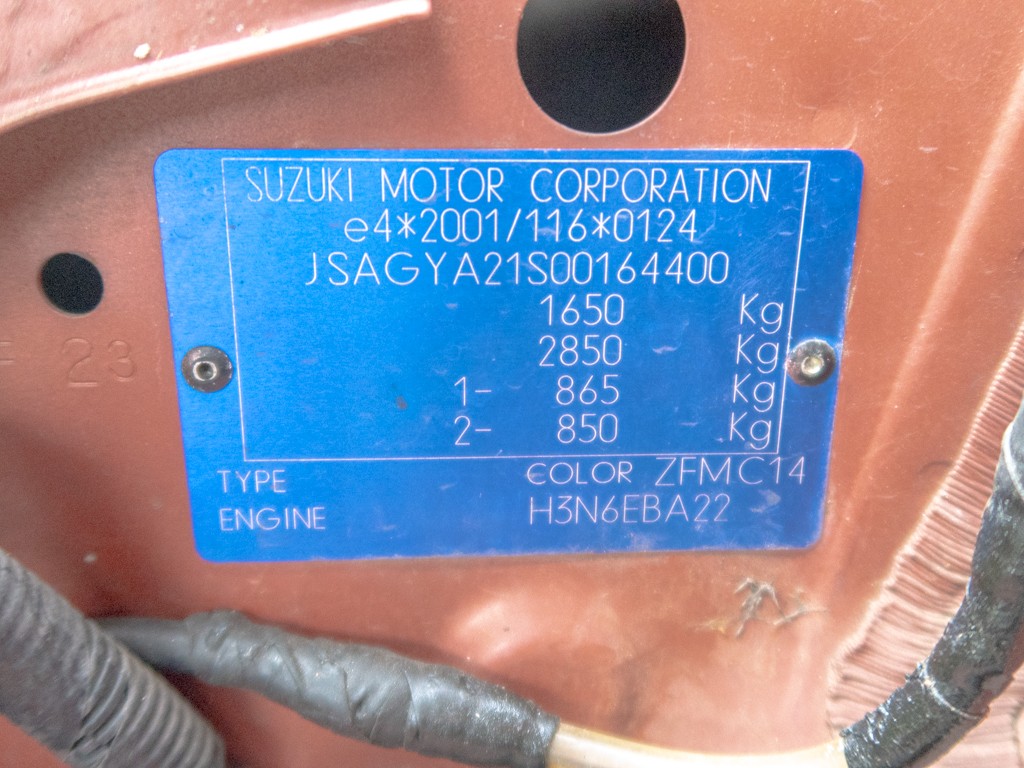 SUZUKI MOTOR CORPORATION
e4*2001/116*0124
JSAGYA21S00164400
1650 Kg
2850 Kg
1- 865 Kg
2- 850 Kg
TYPE COLOR ZFMC14
ENGINE H3N6EBA22
23